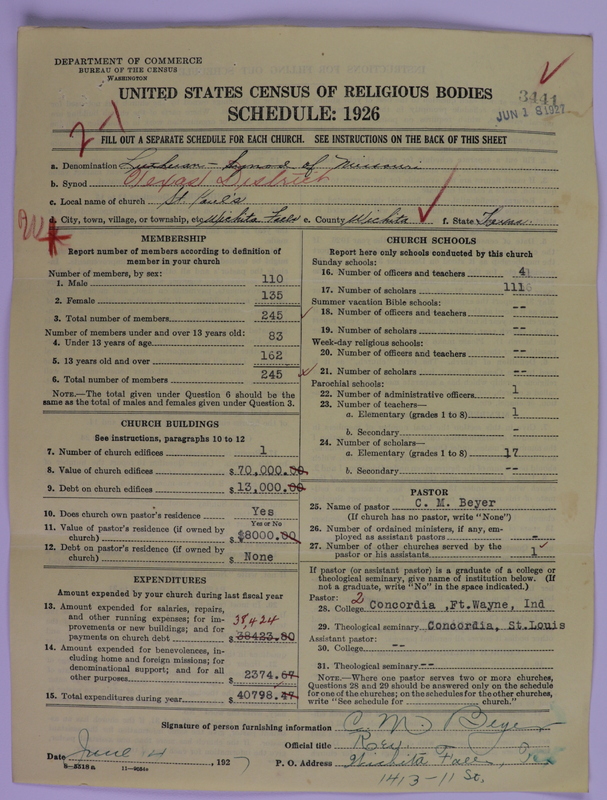 DEPARTMENT OF COMMERCE
BUREAU OF THE CENSUS
WASHINGTON
UNITED STATES CENSUS OF RELIGIOUS BODIES
SCHEDULE: 1926
3441
JUN 18 1927
2-1
FILL OUT A SEPARATE SCHEDULE FOR EACH CHURCH. SEE INSTRUCTIONS ON THE BACK OF THIS SHEET
a. Denomination Lutheran - Synod of Missouri
b. Synod Texas District
c. Local name of church St. Paul's
d. City, town, village, or township, etc. Wichita Falls e. County Wichita f. State Texas
MEMBERSHIP
Report number of members according to definition of
member in your church
Number of members, by sex:
1. Male 110
2. Female 135
3. Total number of members 245
Number of members under and over 13 years old:
4. Under 13 years of age 83
5. 13 years old and over 162
6. Total number of members 245
NOTE.—The total given under Question 6 should be the
same as the total of males and females given under Question 3.
CHURCH BUILDINGS
See instructions, paragraphs 10 to 12
7. Number of church edifices 1
8. Value of church edifices $ 70,000.00
9. Debt on church edifices $ 13,000.00
10. Does church own pastor's residence? Yes
Yes or No
11. Value of pastor's residence (if owned by
church) $8000.00
12. Debt on pastor's residence (if owned by
church) $ None
EXPENDITURES
Amount expended by your church during last fiscal year
13. Amount expended for salaries, repairs,
and other running expenses; for im-
provements or new buildings; and for
payments on church debt $ 38423.80
38,424
14. Amount expended for benevolences, in-
cluding home and foreign missions; for
denominational support; and for all
other purposes $ 2374.67
15. Total expenditures during year $ 40798.47
CHURCH SCHOOLS
Report here only schools conducted by this church
Sunday schools:
16. Number of officers and teachers 4
17. Number of scholars 111
Summer vacation Bible schools:
18. Number of officers and teachers --
19. Number of scholars --
Week-day religious schools:
20. Number of officers and teachers --
21. Number of scholars --
Parochial schools:
22. Number of administrative officers 1
23. Number of teachers—
a. Elementary (grades 1 to 8) 1
b. Secondary -
24. Number of scholars—
a. Elementary (grades 1 to 8) 17
b. Secondary --
PASTOR
25. Name of pastor C. M. Beyer
(If church has no pastor, write "None")
26. Number of ordained ministers, if any, em-
ployed as assistant pastors -
27. Number of other churches served by the
pastor or his assistants 1
If pastor (or assistant pastor) is a graduate of a college or
theological seminary, give name of institution below. (If
not a graduate, write "No" in the space indicated.)
Pastor: 2
28. College Concordia ,Ft.Wayne, Ind
29. Theological seminary Concordia, St.Louis
Assistant pastor:
30. College --
31. Theological seminary --
NOTE.—Where one pastor serves two or more churches,
Questions 28 and 29 should be answered only on the schedule
for one of the churches; on the schedules for the other churches,
write "See schedule for church."
Signature of person furnishing information C. M. Beyer
Official title Rev.
Date June 4, 1927 P. O. Address Wichita Falls, Tex
1413-11 St.
8-5318a 11-9051